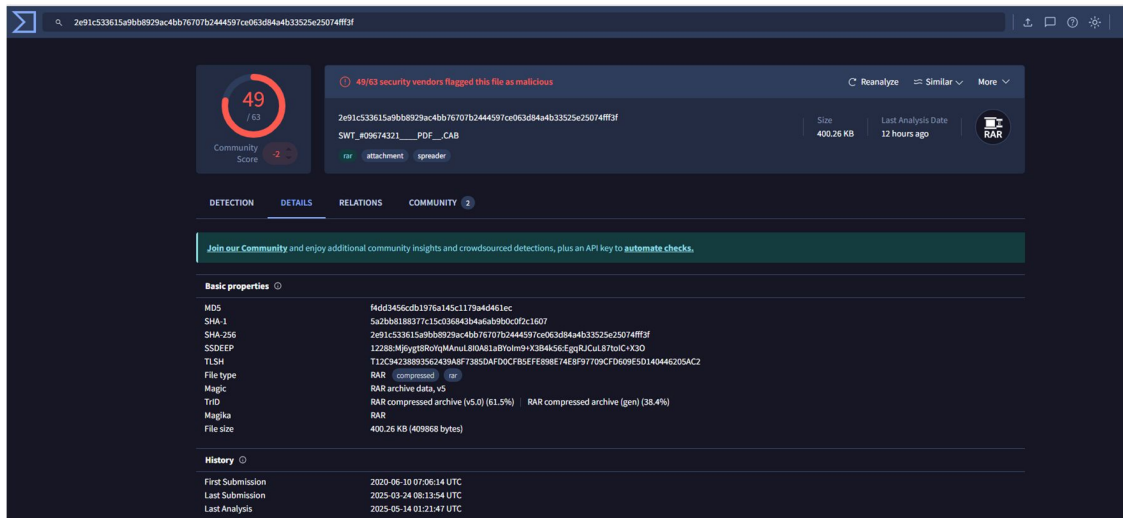 2e91c533615a9bb8929ac4bb76707b2444597ce063d84a4b33525e25074fff3f
49
/ 63
Community
Score
-2
49/63 security vendors flagged this file as malicious
Reanalyze
Similar
More
2e91c533615a9bb8929ac4bb76707b2444597ce063d84a4b33525e25074fff3f
SWT_#09674321____PDF__.CAB
rar attachment spreader
Size
400.26 KB
Last Analysis Date
12 hours ago
RAR
DETECTION DETAILS RELATIONS COMMUNITY 2
Join our Community and enjoy additional community insights and crowdsourced detections, plus an API key to automate checks.
Basic properties
MD5 f4dd3456cdb1976a145c1179a4d461ec
SHA-1 5a2bb8188377c15c036843b4a6ab9b0c0f2c1607
SHA-256 2e91c533615a9bb8929ac4bb76707b2444597ce063d84a4b33525e25074fff3f
SSDEEP 12288:Mj6ygt8RoYqMAnuL8I0A81aBYoIm9+X3B4k56:EgqRJCuL87toIC+X3O
TLSH T12C94238893562439A8F7385DAFD0CFB5EFE898E74E8F97709CFD609E5D140446205AC2
File type RAR compressed rar
Magic RAR archive data, v5
TrID RAR compressed archive (v5.0) (61.5%) | RAR compressed archive (gen) (38.4%)
Magika RAR
File size 400.26 KB (409868 bytes)
History
First Submission 2020-06-10 07:06:14 UTC
Last Submission 2025-03-24 08:13:54 UTC
Last Analysis 2025-05-14 01:21:47 UTC